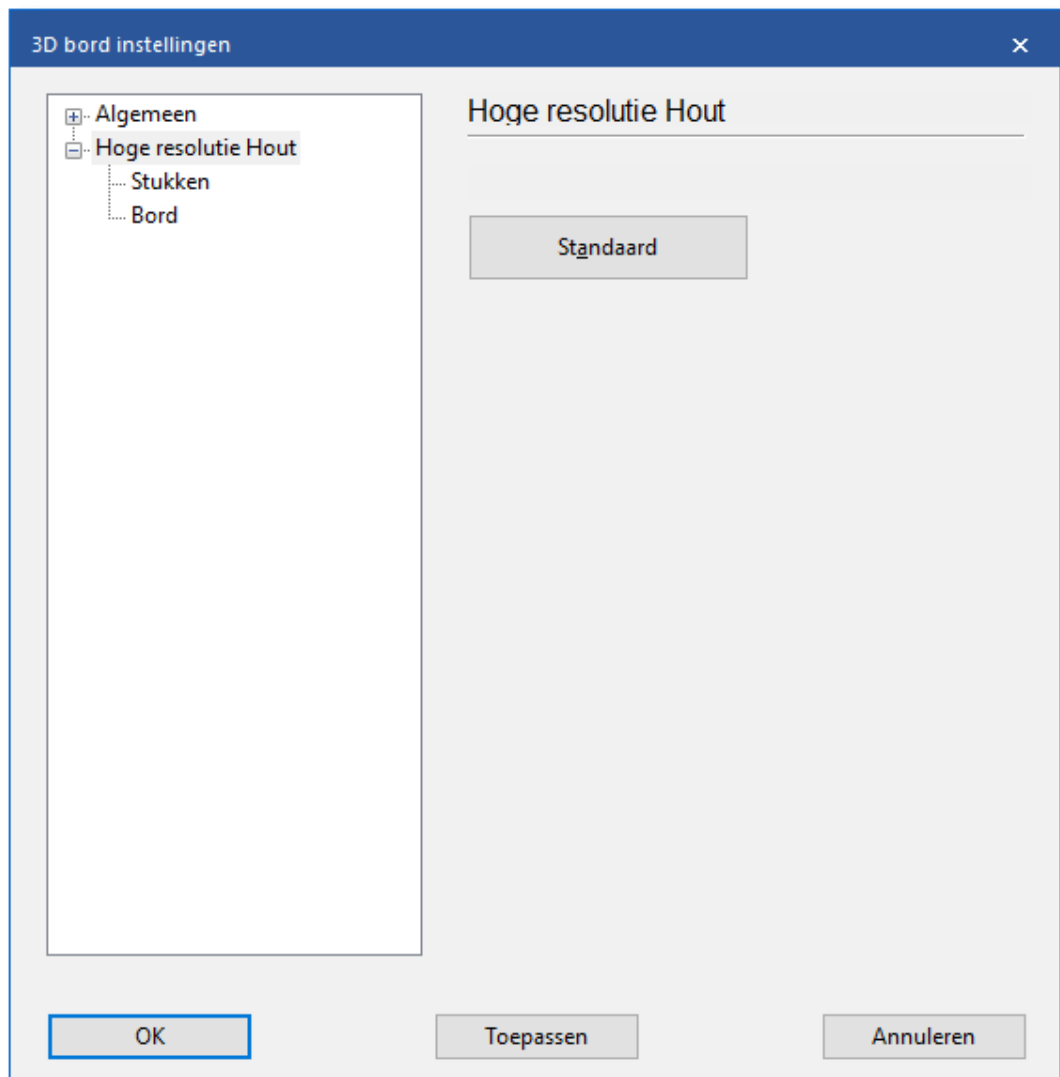 3D bord instellingen
Algemeen
Hoge resolutie Hout
Stukken
Bord
Hoge resolutie Hout
Standaard
OK
Toepassen
Annuleren